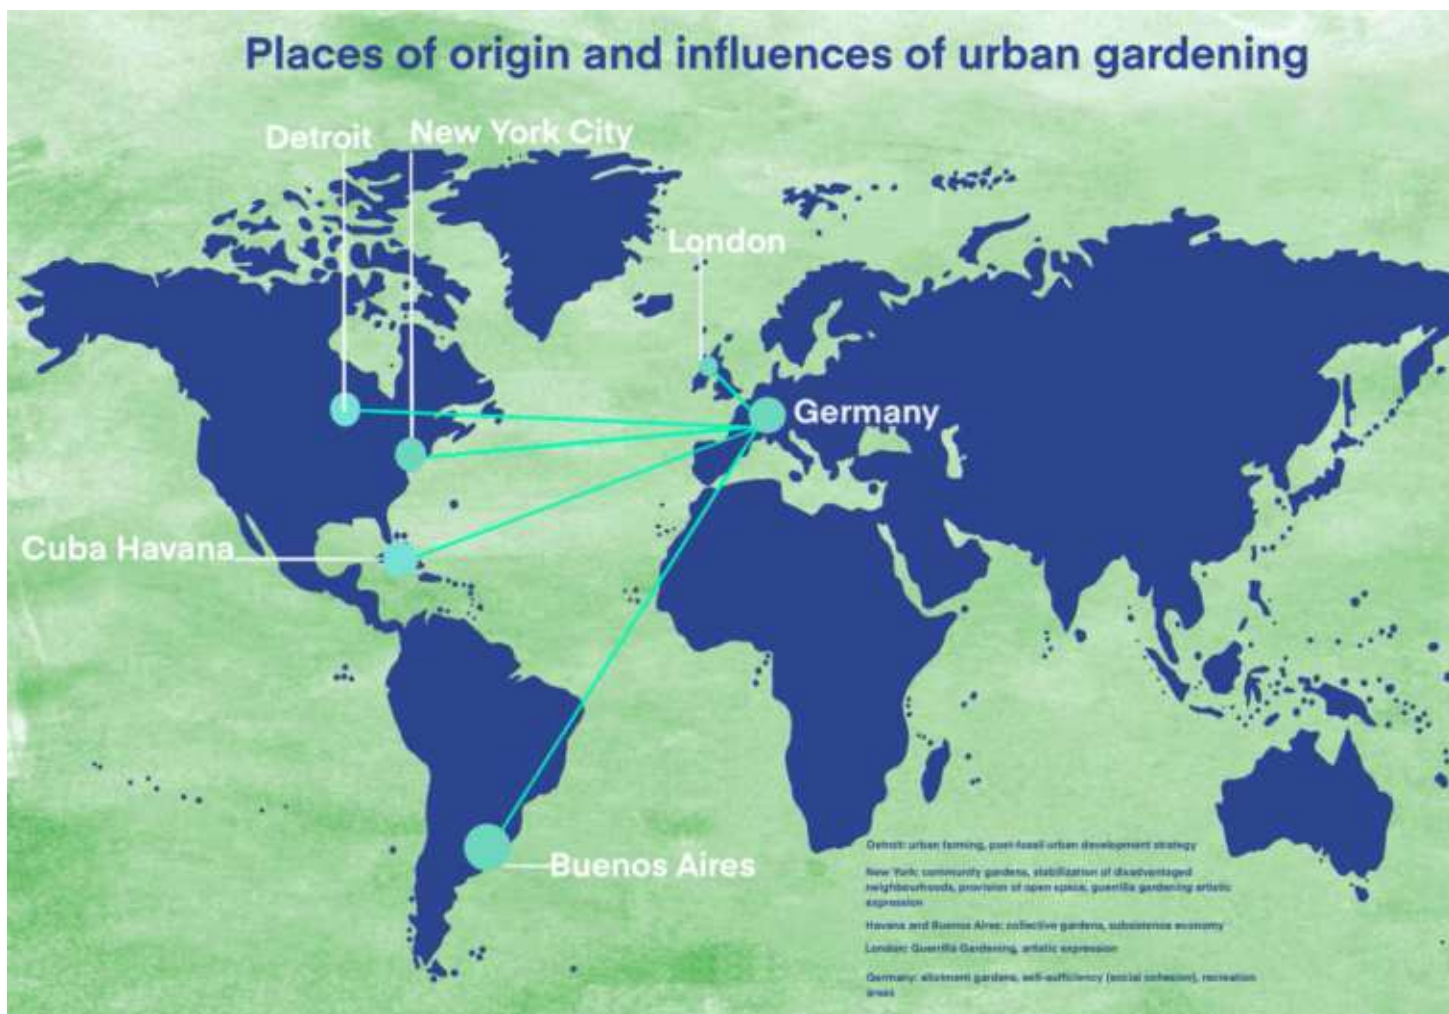 Places of origin and influences of urban gardening
Detroit
New York City
London
Germany
Cuba Havana
Buenos Aires
Detroit: urban farming, post-fossil urban development strategy
New York: community gardens, stabilization of disadvantaged
neighbourhoods, provision of open space, guerilla gardening artistic
expression
Havana and Buenos Aires: collective gardens, subsistence economy
London: Guerrilla Gardening, artistic expression
Germany: allotment gardens, self-sufficiency (social cohesion), recreation
areas